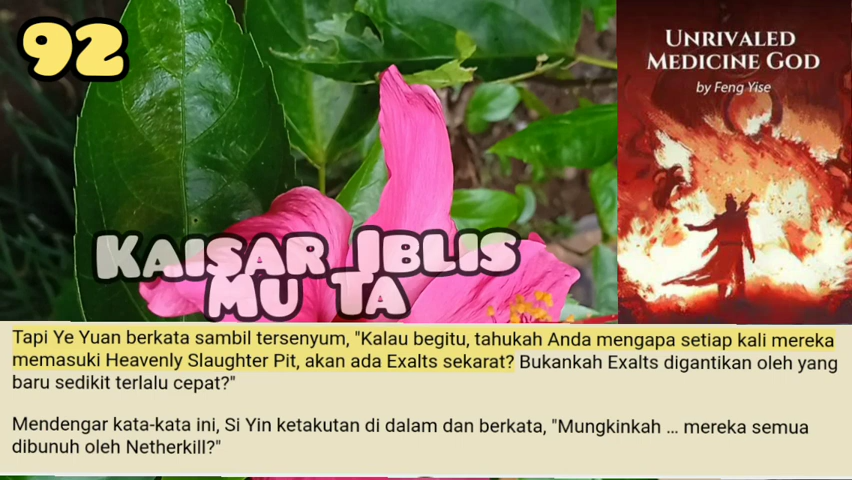 92
UNRIVALED
MEDICINE GOD
by Feng Yise
KAISAR IBLIS
MU TA
Tapi Ye Yuan berkata sambil tersenyum, "Kalau begitu, tahukah Anda mengapa setiap kali mereka
memasuki Heavenly Slaughter Pit, akan ada Exalts sekarat? Bukankah Exalts digantikan oleh yang
baru sedikit terlalu cepat?"
Mendengar kata-kata ini, Si Yin ketakutan di dalam dan berkata, "Mungkinkah … mereka semua
dibunuh oleh Netherkill?"